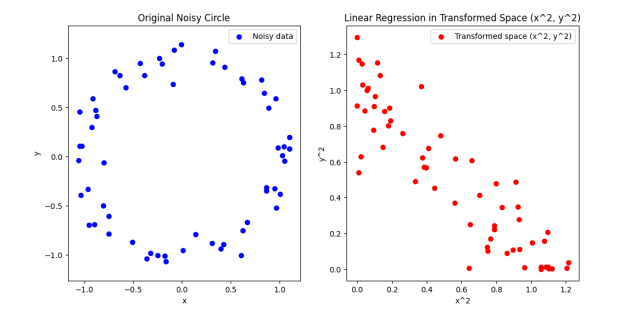 Original Noisy Circle
Noisy data
1.0
0.5
0.0
−0.5
−1.0
y
−1.0 −0.5 0.0 0.5 1.0
x
Linear Regression in Transformed Space (x^2, y^2)
Transformed space (x^2, y^2)
1.2
1.0
0.8
0.6
0.4
0.2
0.0
y^2
0.0 0.2 0.4 0.6 0.8 1.0 1.2
x^2